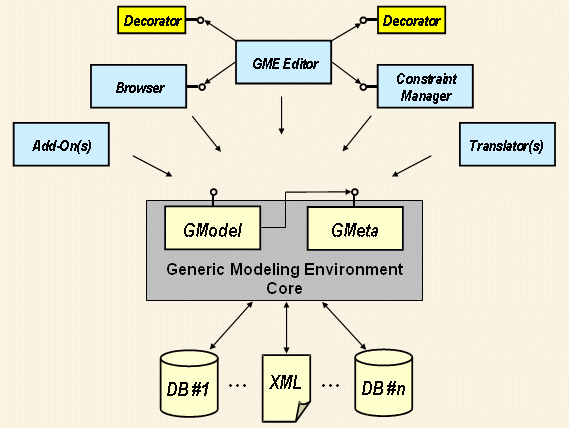 Decorator
Decorator
GME Editor
Browser
Constraint
Manager
Add-On(s)
Translator(s)
GModel
GMeta
Generic Modeling Environment
Core
DB #1
...
XML
...
DB #n